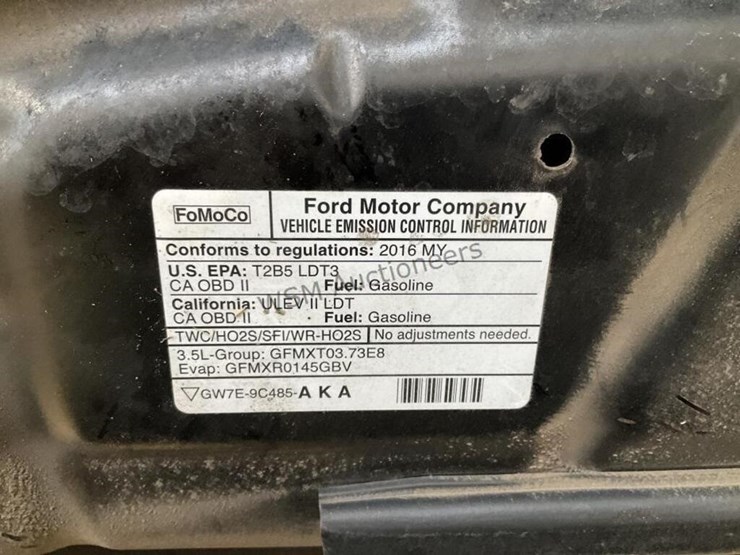 FoMoCo
Ford Motor Company
VEHICLE EMISSION CONTROL INFORMATION
Conforms to regulations: 2016 MY
U.S. EPA: T2B5 LDT3
CA OBD II Fuel: Gasoline
California: ULEV II LDT
CA OBD II Fuel: Gasoline
TWC/HO2S/SFI/WR-HO2S No adjustments needed.
3.5L-Group: GFMXT03.73E8
Evap: GFMXR0145GBV
GW7E-9C485-A K A
WSM Auctioneers